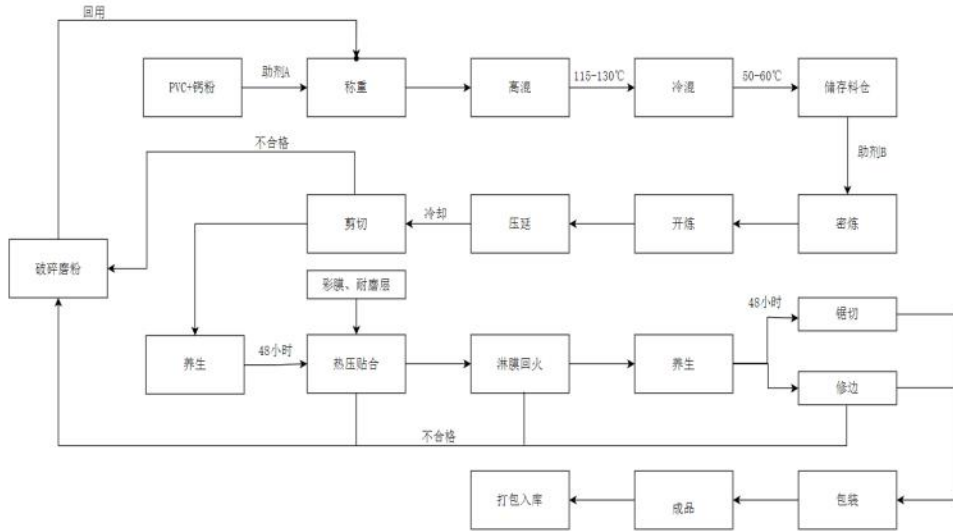 回用
PVC+钙粉
助剂A
称重
高混
115-130℃
冷混
50-60℃
储存料仓
不合格
助剂B
剪切
冷却
压延
开炼
密炼
破碎磨粉
彩膜、耐磨层
48小时
锯切
养生
48小时
热压贴合
淋膜回火
养生
修边
不合格
打包入库
成品
包装